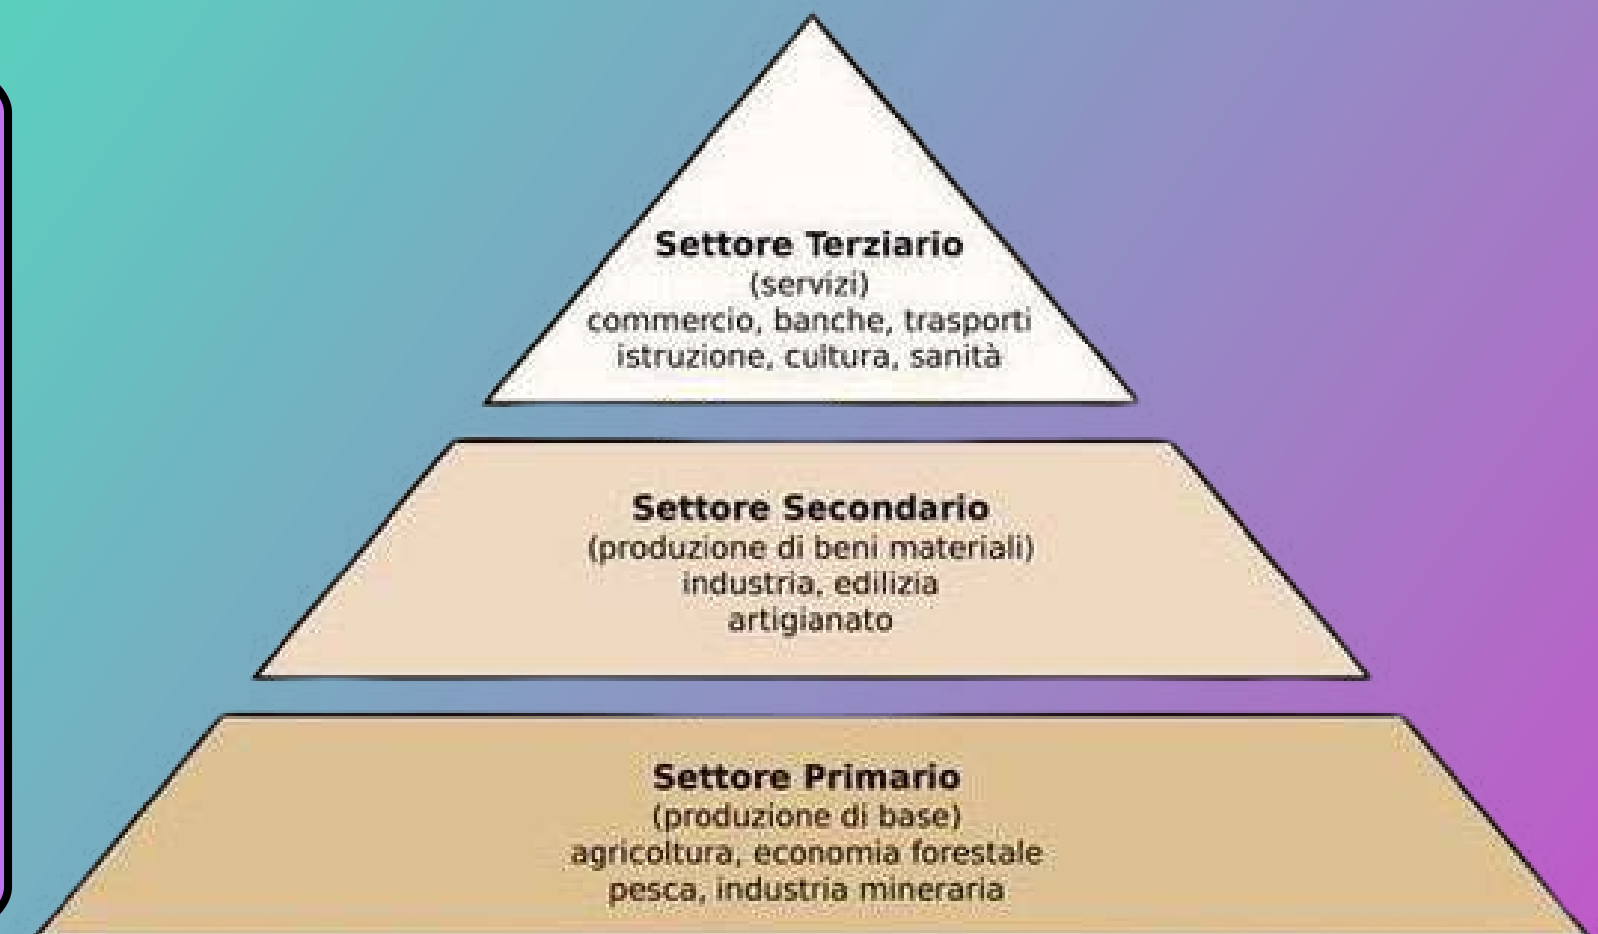 Settore Terziario
(servizi)
commercio, banche, trasporti
istruzione, cultura, sanità
Settore Secondario
(produzione di beni materiali)
industria, edilizia
artigianato
Settore Primario
(produzione di base)
agricoltura, economia forestale
pesca, industria mineraria